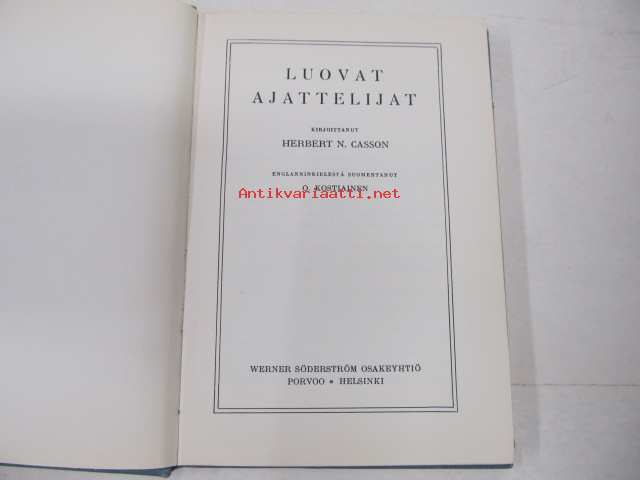 LUOVAT
AJATTELIJAT
KIRJOITTANUT
HERBERT N. CASSON
ENGLANNINKIELESTÄ SUOMENTANUT
Antikvariaatti.net
O. KOSTIAINEN
WERNER SÖDERSTRÖM OSAKEYHTIÖ
PORVOO * HELSINKI